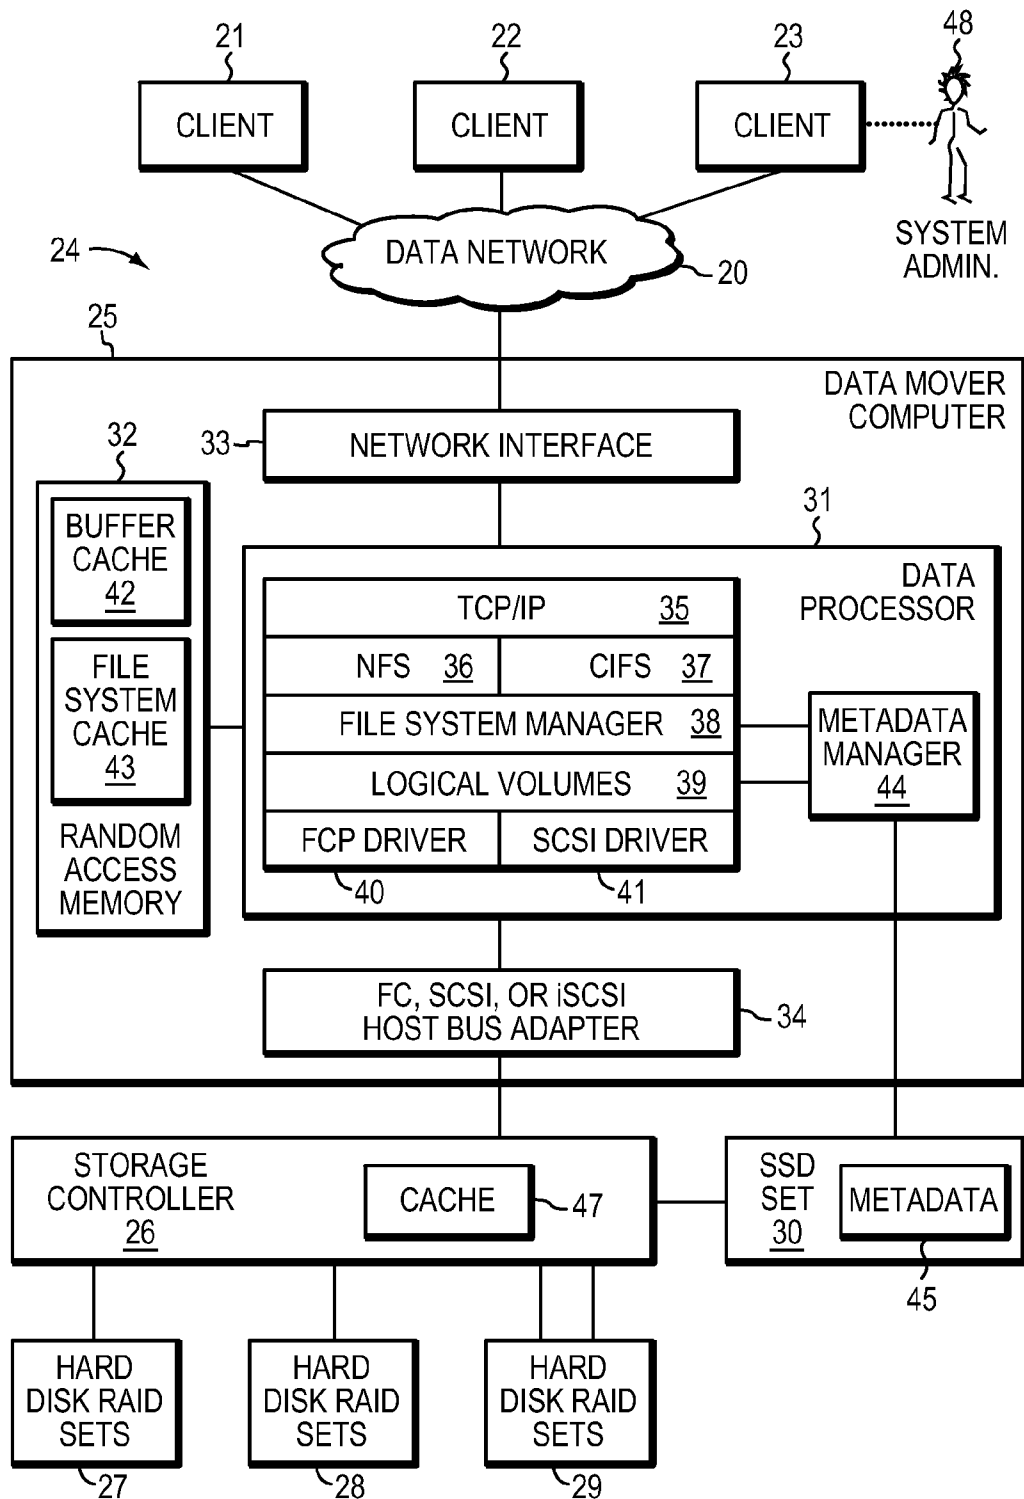 21
22
23
48
CLIENT
CLIENT
CLIENT
SYSTEM
ADMIN.
24
DATA NETWORK
20
25
DATA MOVER
COMPUTER
32
33
NETWORK INTERFACE
31
BUFFER
CACHE
42
DATA
PROCESSOR
TCP/IP 35
NFS 36
CIFS 37
FILE
SYSTEM
CACHE
43
FILE SYSTEM MANAGER 38
METADATA
MANAGER
44
LOGICAL VOLUMES 39
RANDOM
ACCESS
MEMORY
FCP DRIVER
SCSI DRIVER
40
41
FC, SCSI, OR iSCSI
HOST BUS ADAPTER
34
STORAGE
CONTROLLER
26
CACHE
47
SSD
SET
30
METADATA
45
HARD
DISK RAID
SETS
27
HARD
DISK RAID
SETS
28
HARD
DISK RAID
SETS
29